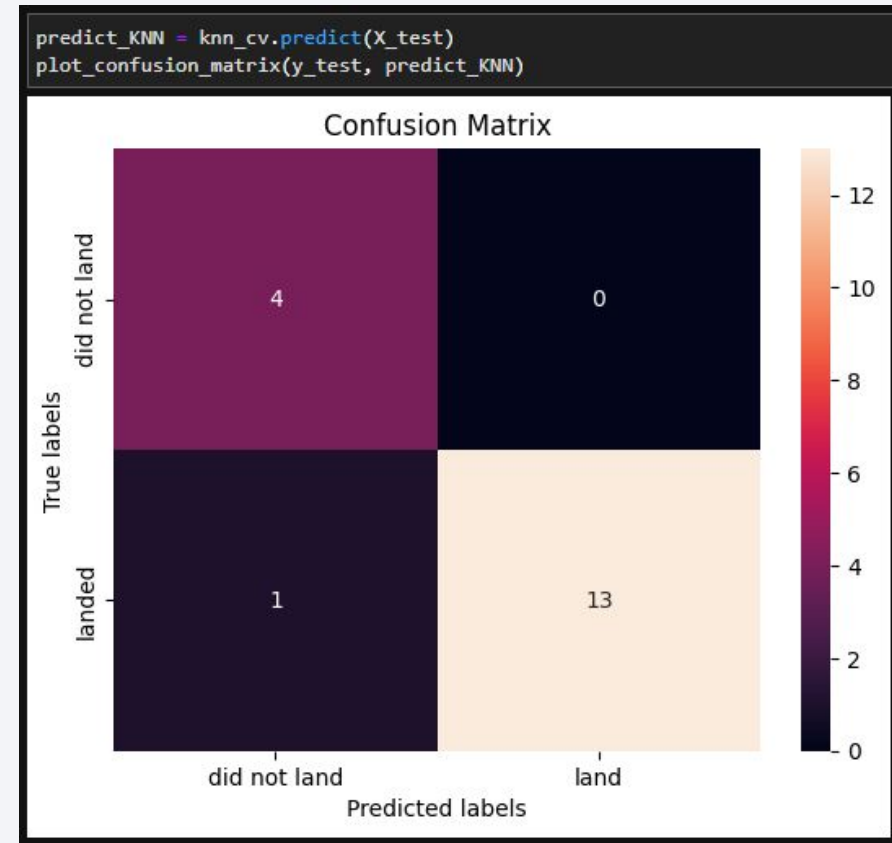 predict_KNN = knn_cv.predict(X_test)
plot_confusion_matrix(y_test, predict_KNN)
Confusion Matrix
did not land
landed
True labels
4
0
1
13
did not land
land
Predicted labels
12
10
8
6
4
2
0